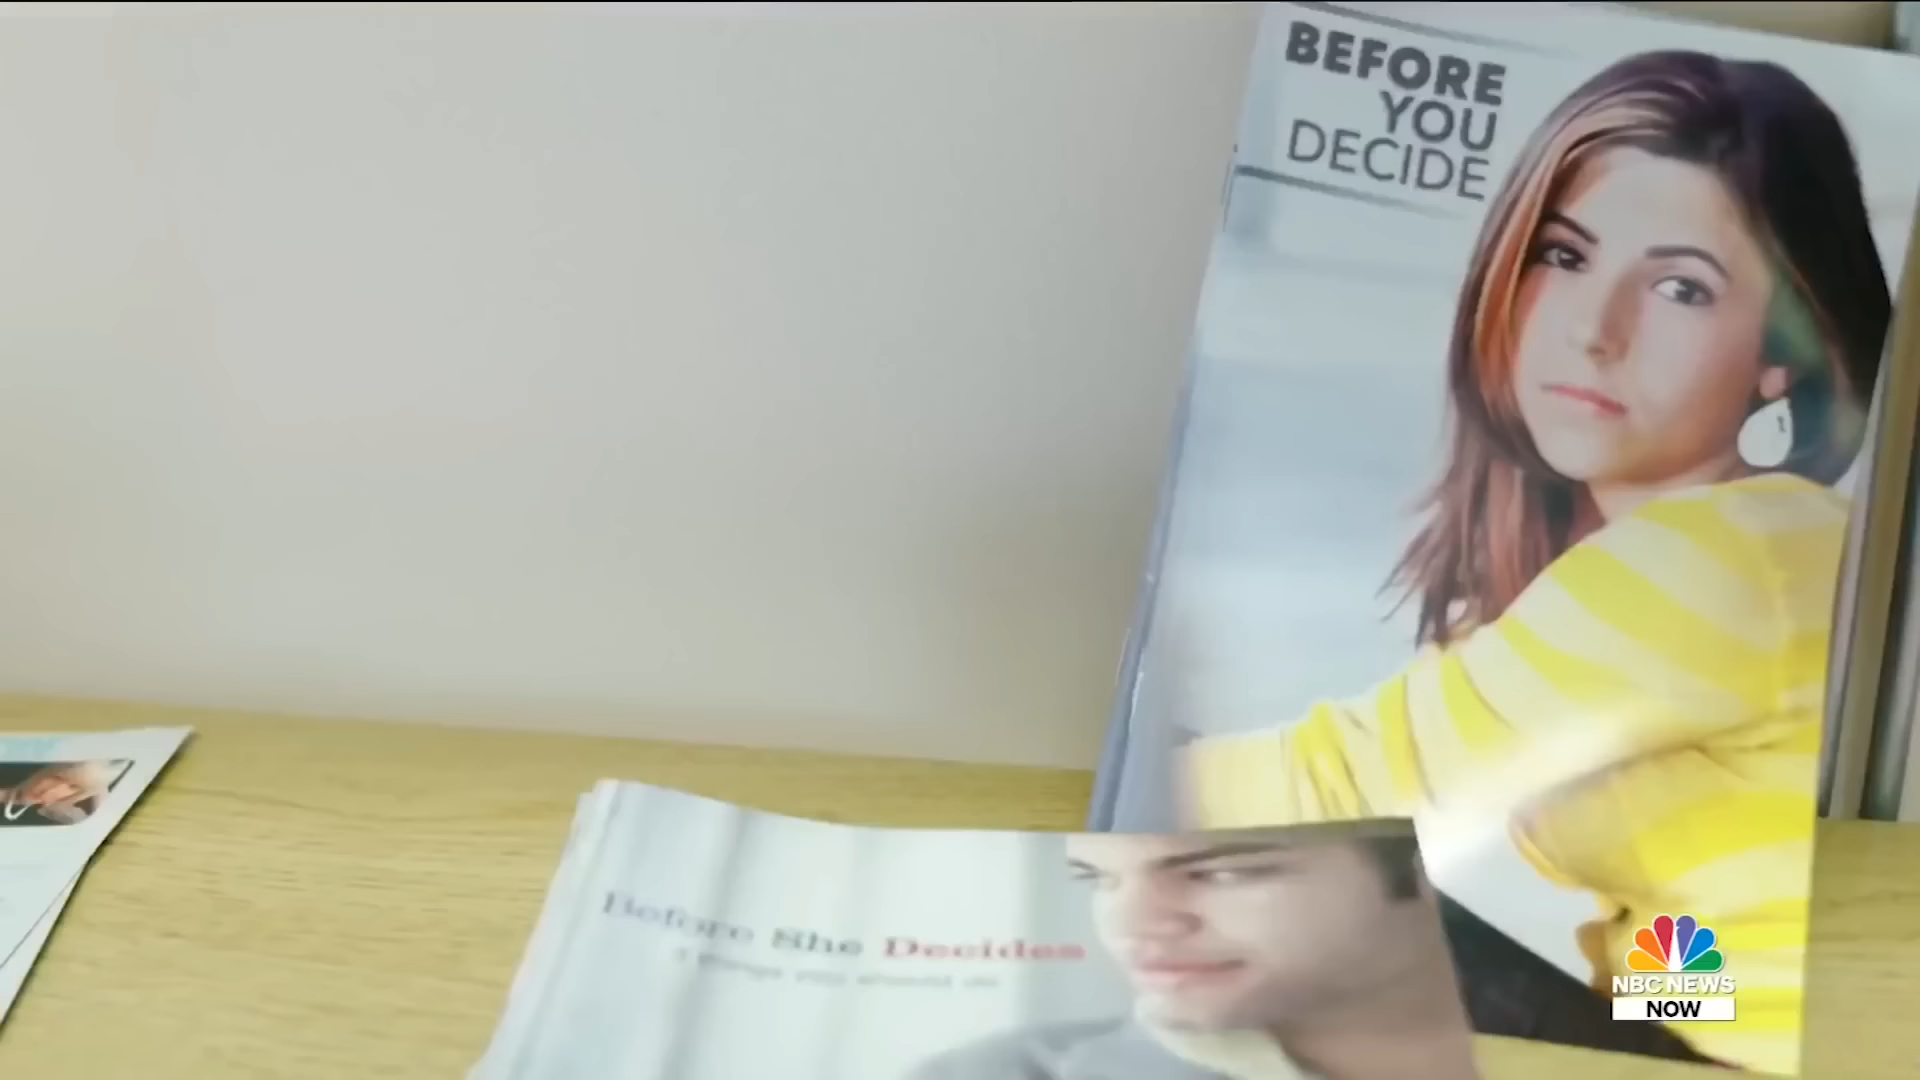 BEFORE
YOU
DECIDE
Before She Decides
NBC NEWS
NOW